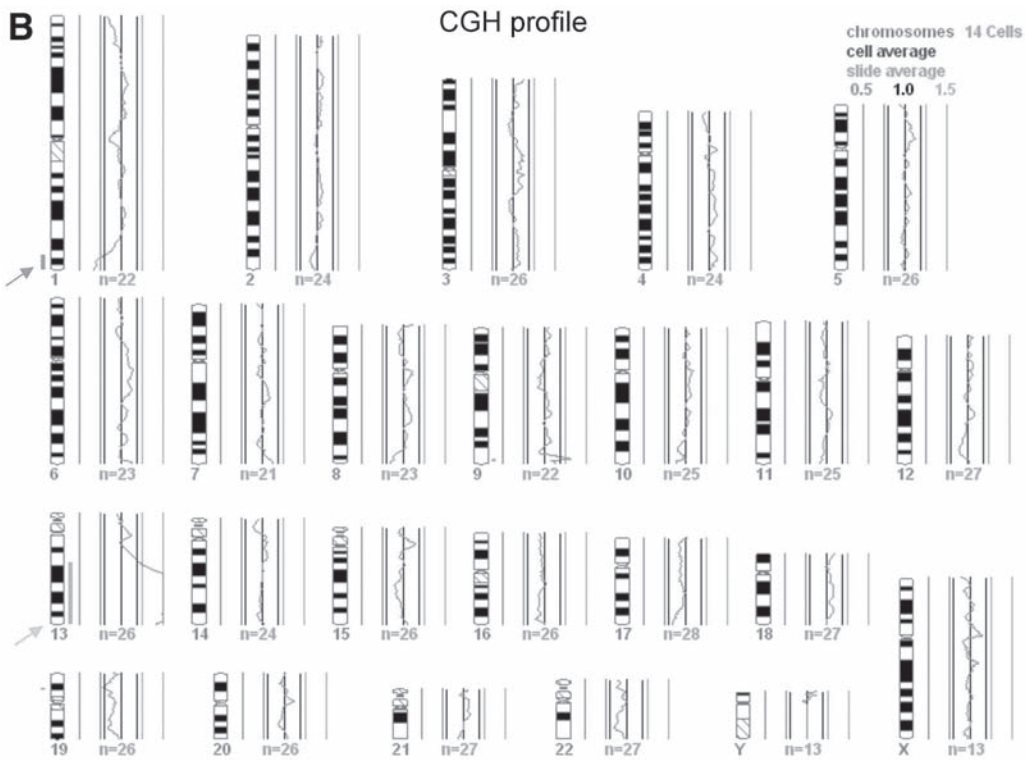 B
CGH profile
chromosomes 14 Cells
cell average
slide average
0.5 1.0 1.5
1 n=22
2 n=24
3 n=26
4 n=24
5 n=26
6 n=23
7 n=21
8 n=23
9 n=22
10 n=25
11 n=25
12 n=27
13 n=26
14 n=24
15 n=26
16 n=26
17 n=28
18 n=27
19 n=26
20 n=26
21 n=27
22 n=27
Y n=13
X n=13